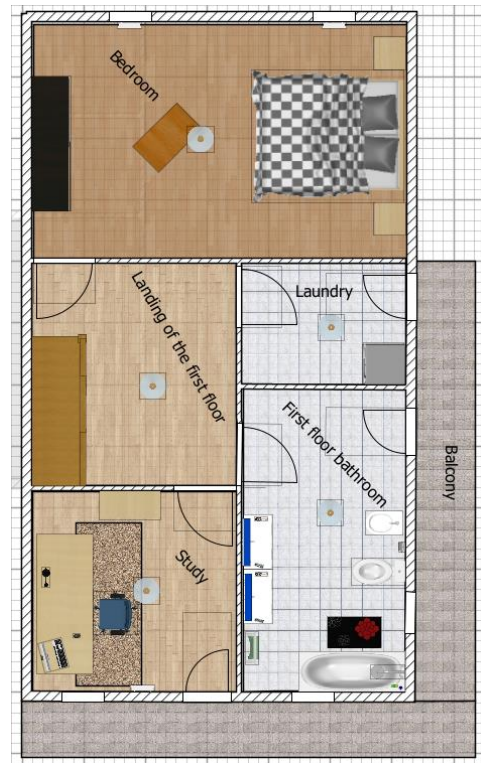 Bedroom
Landing of the first floor
Laundry
First floor bathroom
Balcony
Study